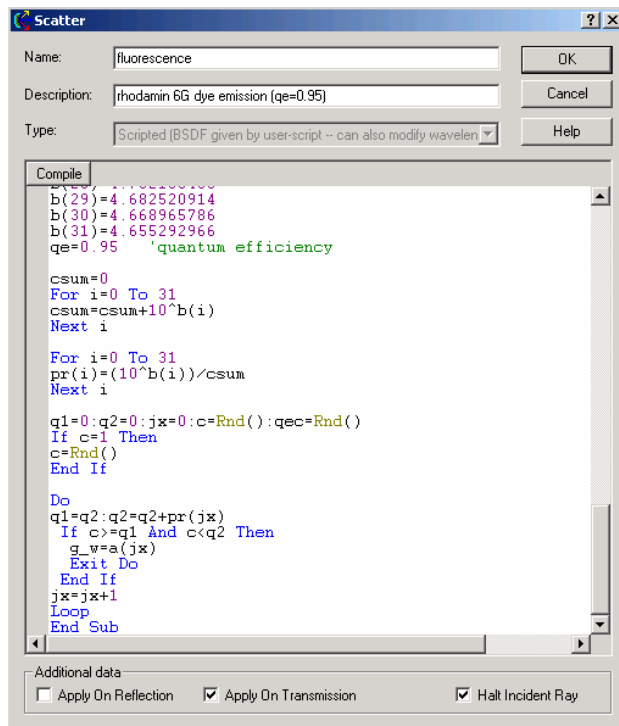 Scatter
Name: fluorescence OK
Description: rhodamin 6G dye emission (qe=0.95) Cancel
Type: Scripted (BSDF given by user-script -- can also modify wavelen Help
Compile
b(29)=4.682520914
b(30)=4.668965786
b(31)=4.655292966
qe=0.95 'quantum efficiency
csum=0
For i=0 To 31
csum=csum+10^b(i)
Next i
For i=0 To 31
pr(i)=(10^b(i))/csum
Next i
q1=0:q2=0:jx=0:c=Rnd():qec=Rnd()
If c=1 Then
c=Rnd()
End If
Do
q1=q2:q2=q2+pr(jx)
If c>=q1 And c<q2 Then
g_w=a(jx)
Exit Do
End If
jx=jx+1
Loop
End Sub
Additional data
Apply On Reflection Apply On Transmission Halt Incident Ray